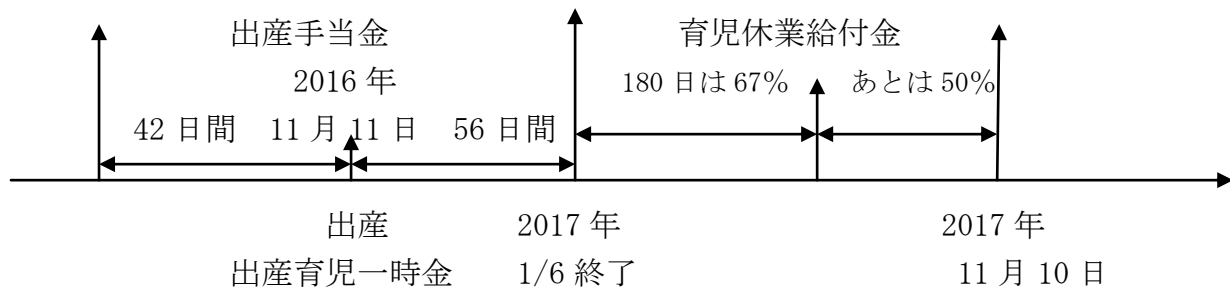 出産手当金 育児休業給付金
2016 年 180 日は 67% あとは 50%
42 日間 11 月 11 日 56 日間
出産 2017 年 2017 年
出産育児一時金 1/6 終了 11 月 10 日